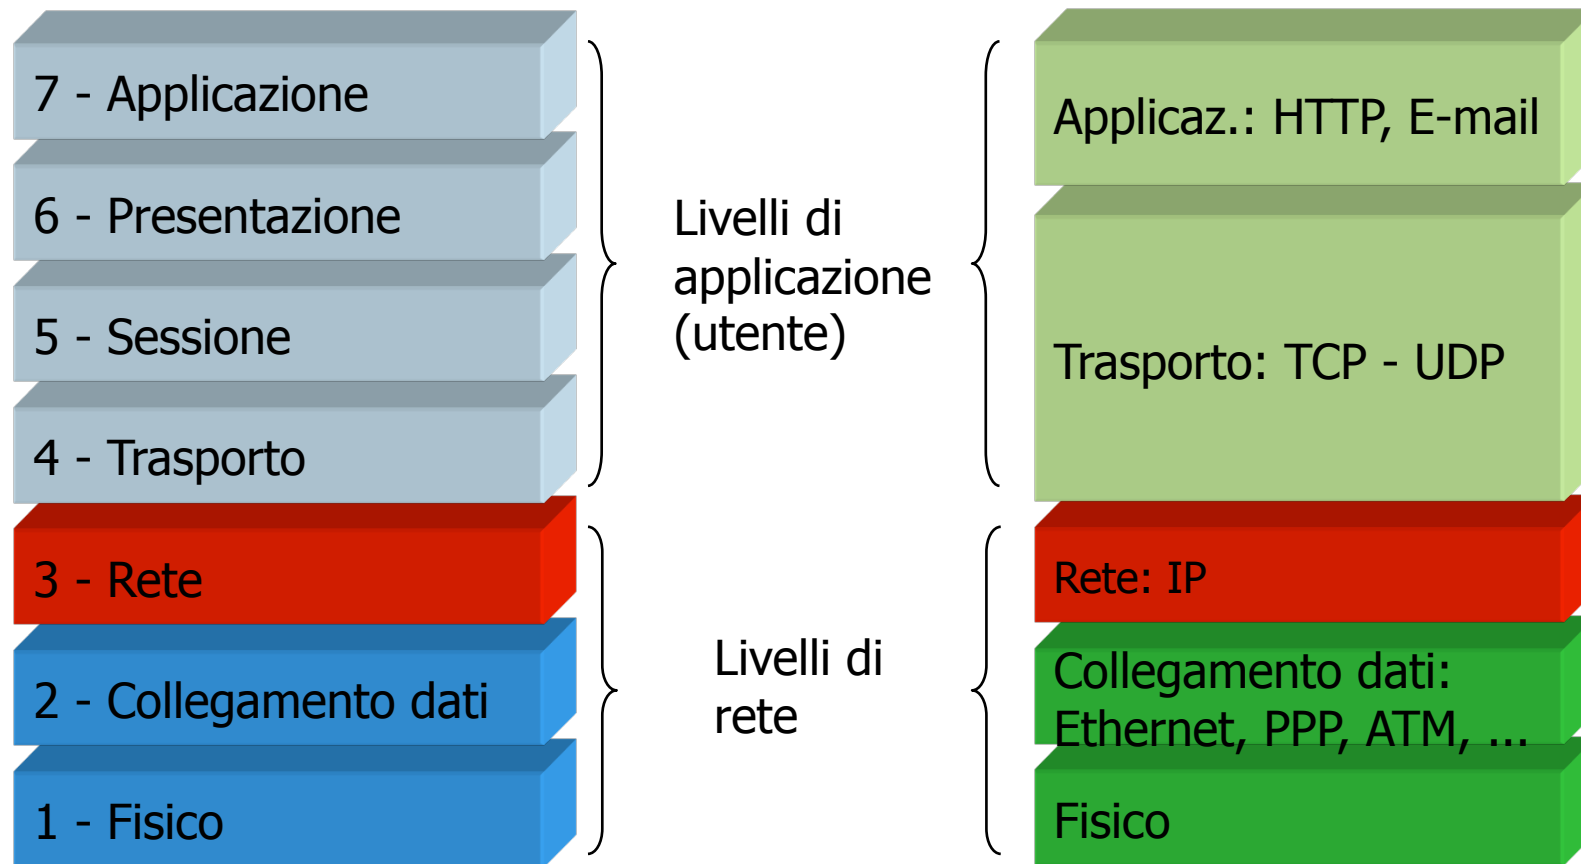 7 - Applicazione
6 - Presentazione
5 - Sessione
4 - Trasporto
3 - Rete
2 - Collegamento dati
1 - Fisico
Livelli di
applicazione
(utente)
Livelli di
rete
Applicaz.: HTTP, E-mail
Trasporto: TCP - UDP
Rete: IP
Collegamento dati:
Ethernet, PPP, ATM, ...
Fisico